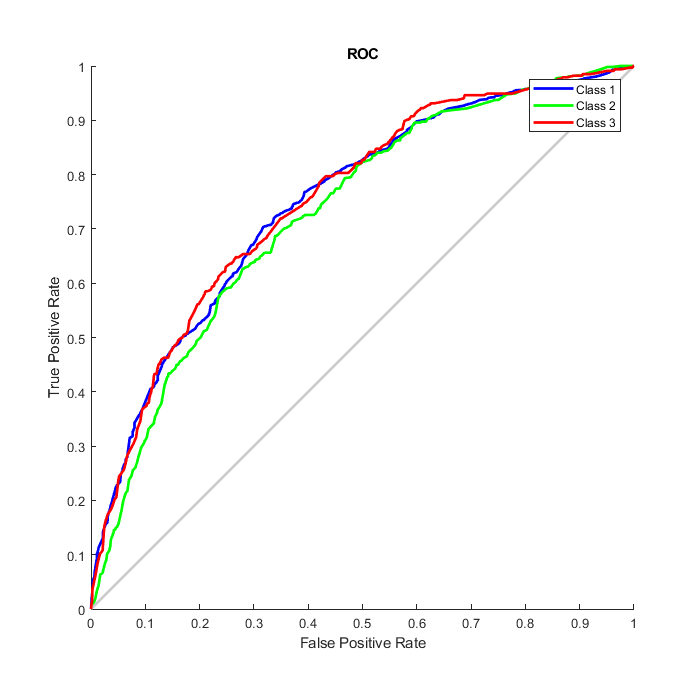 ROC
1
0.9
0.8
0.7
0.6
0.5
0.4
0.3
0.2
0.1
0
True Positive Rate
Class 1
Class 2
Class 3
0 0.1 0.2 0.3 0.4 0.5 0.6 0.7 0.8 0.9 1
False Positive Rate